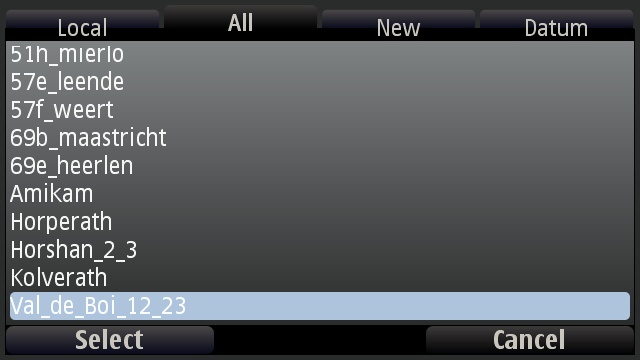 Local All New Datum
51h_mierlo
57e_leende
57f_weert
69b_maastricht
69e_heerlen
Amikam
Horperath
Horshan_2_3
Kolverath
Val_de_Boi_12_23
Select Cancel